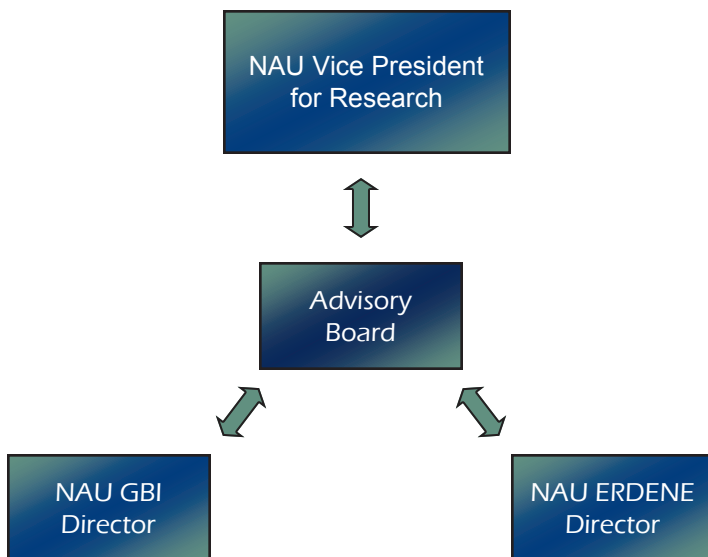 NAU Vice President
for Research
Advisory
Board
NAU GBI
Director
NAU ERDENE
Director